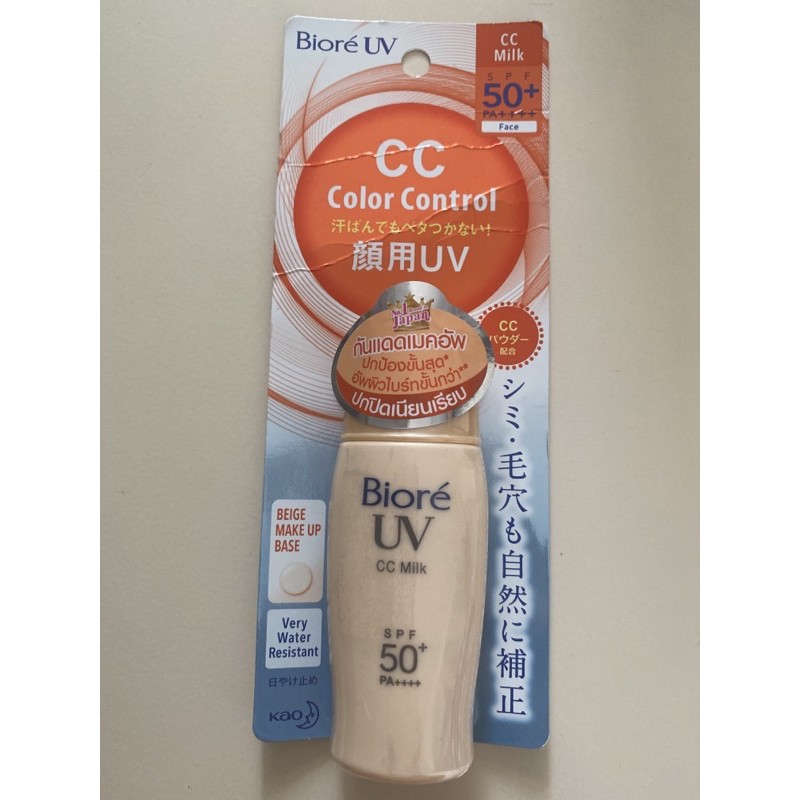 Bioré UV
CC
Milk
SPF
50+
PA++++
Face
CC
Color Control
汗ばんでもベタつかない!
顔用UV
No.1
Japan
กันแดดเมคอัพ
ปกป้องขั้นสุด*
อัพผิวไบร์ทขั้นกว่า**
ปกปิดเนียนเรียบ
CC
パウダー
配合
シミ・毛穴も自然に補正
Bioré
UV
CC Milk
SPF
50+
PA++++
BEIGE
MAKE UP
BASE
Very
Water
Resistant
日やけ止め
Kao